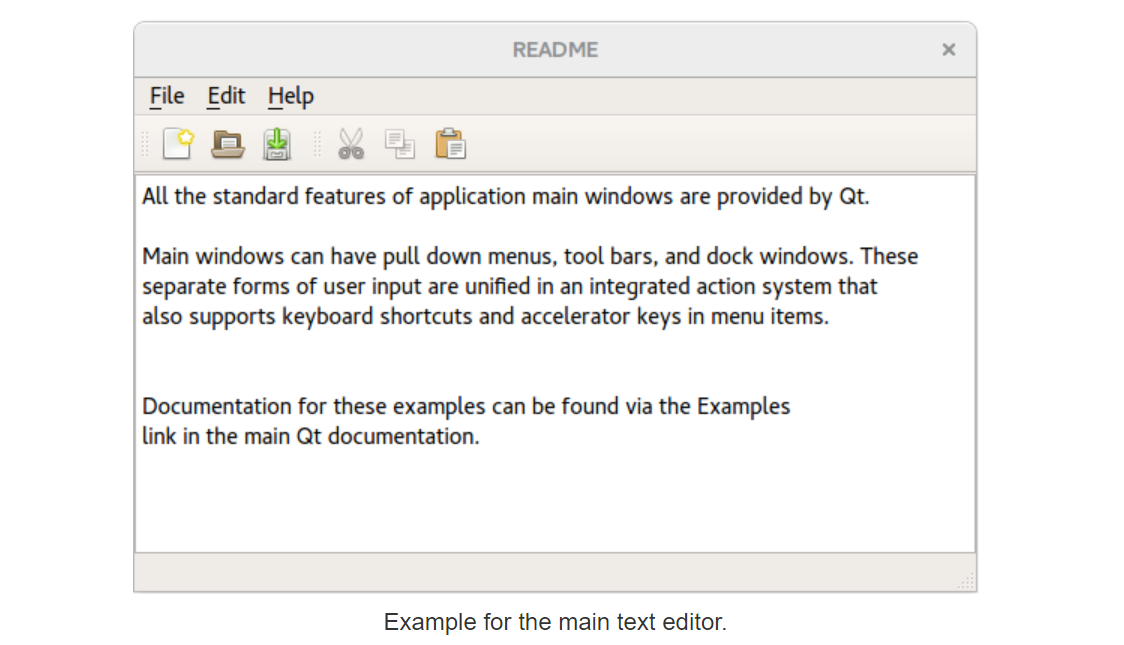 README
File Edit Help
All the standard features of application main windows are provided by Qt.
Main windows can have pull down menus, tool bars, and dock windows. These
separate forms of user input are unified in an integrated action system that
also supports keyboard shortcuts and accelerator keys in menu items.
Documentation for these examples can be found via the Examples
link in the main Qt documentation.
Example for the main text editor.